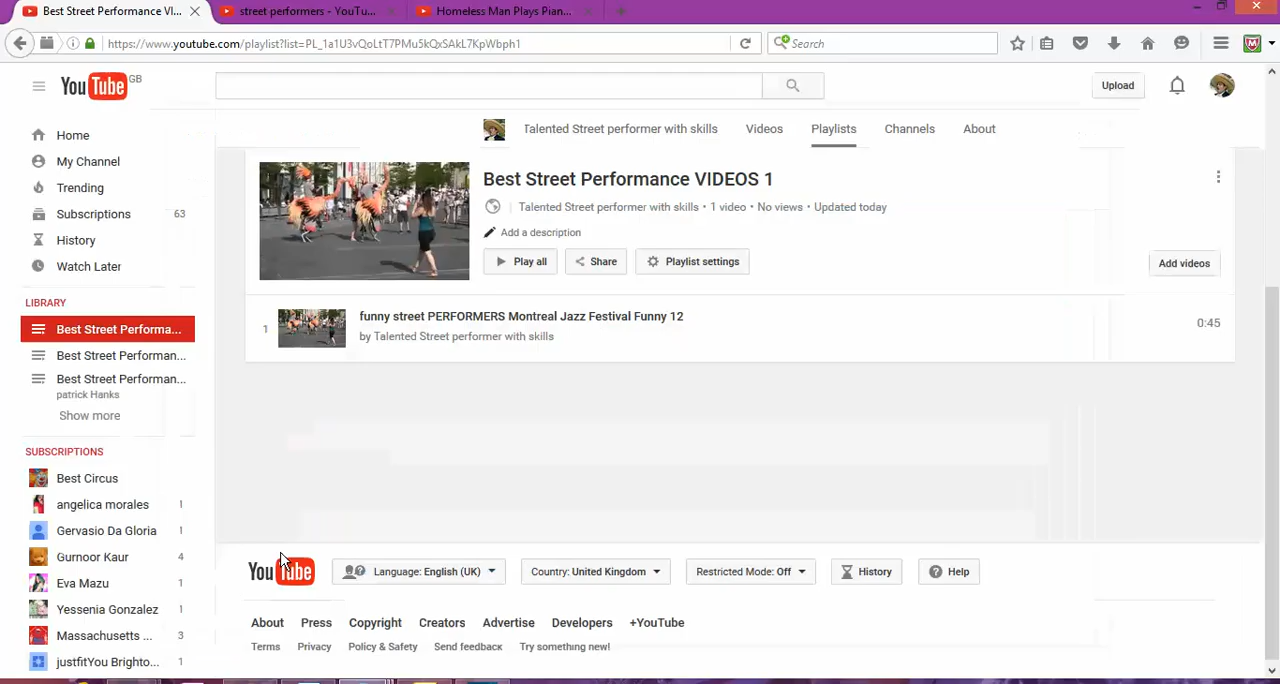 Best Street Performance VI...
street performers - YouTu...
Homeless Man Plays Pian...
https://www.youtube.com/playlist?list=PL_1a1U3vQoLtT7PMu5kQxSAkL7KpWbph1
Search
YouTube GB
Upload
Home
My Channel
Trending
Subscriptions 63
History
Watch Later
LIBRARY
Best Street Performa...
Best Street Performan...
Best Street Performan...
patrick Hanks
Show more
SUBSCRIPTIONS
Best Circus
angelica morales 1
Gervasio Da Gloria 1
Gurnoor Kaur 4
Eva Mazu 1
Yessenia Gonzalez 1
Massachusetts ... 3
justfitYou Brighto... 1
Talented Street performer with skills
Videos
Playlists
Channels
About
Best Street Performance VIDEOS 1
Talented Street performer with skills • 1 video • No views • Updated today
Add a description
Play all
Share
Playlist settings
Add videos
1
funny street PERFORMERS Montreal Jazz Festival Funny 12
by Talented Street performer with skills
0:45
YouTube
Language: English (UK)
Country: United Kingdom
Restricted Mode: Off
History
Help
About Press Copyright Creators Advertise Developers +YouTube
Terms Privacy Policy & Safety Send feedback Try something new!